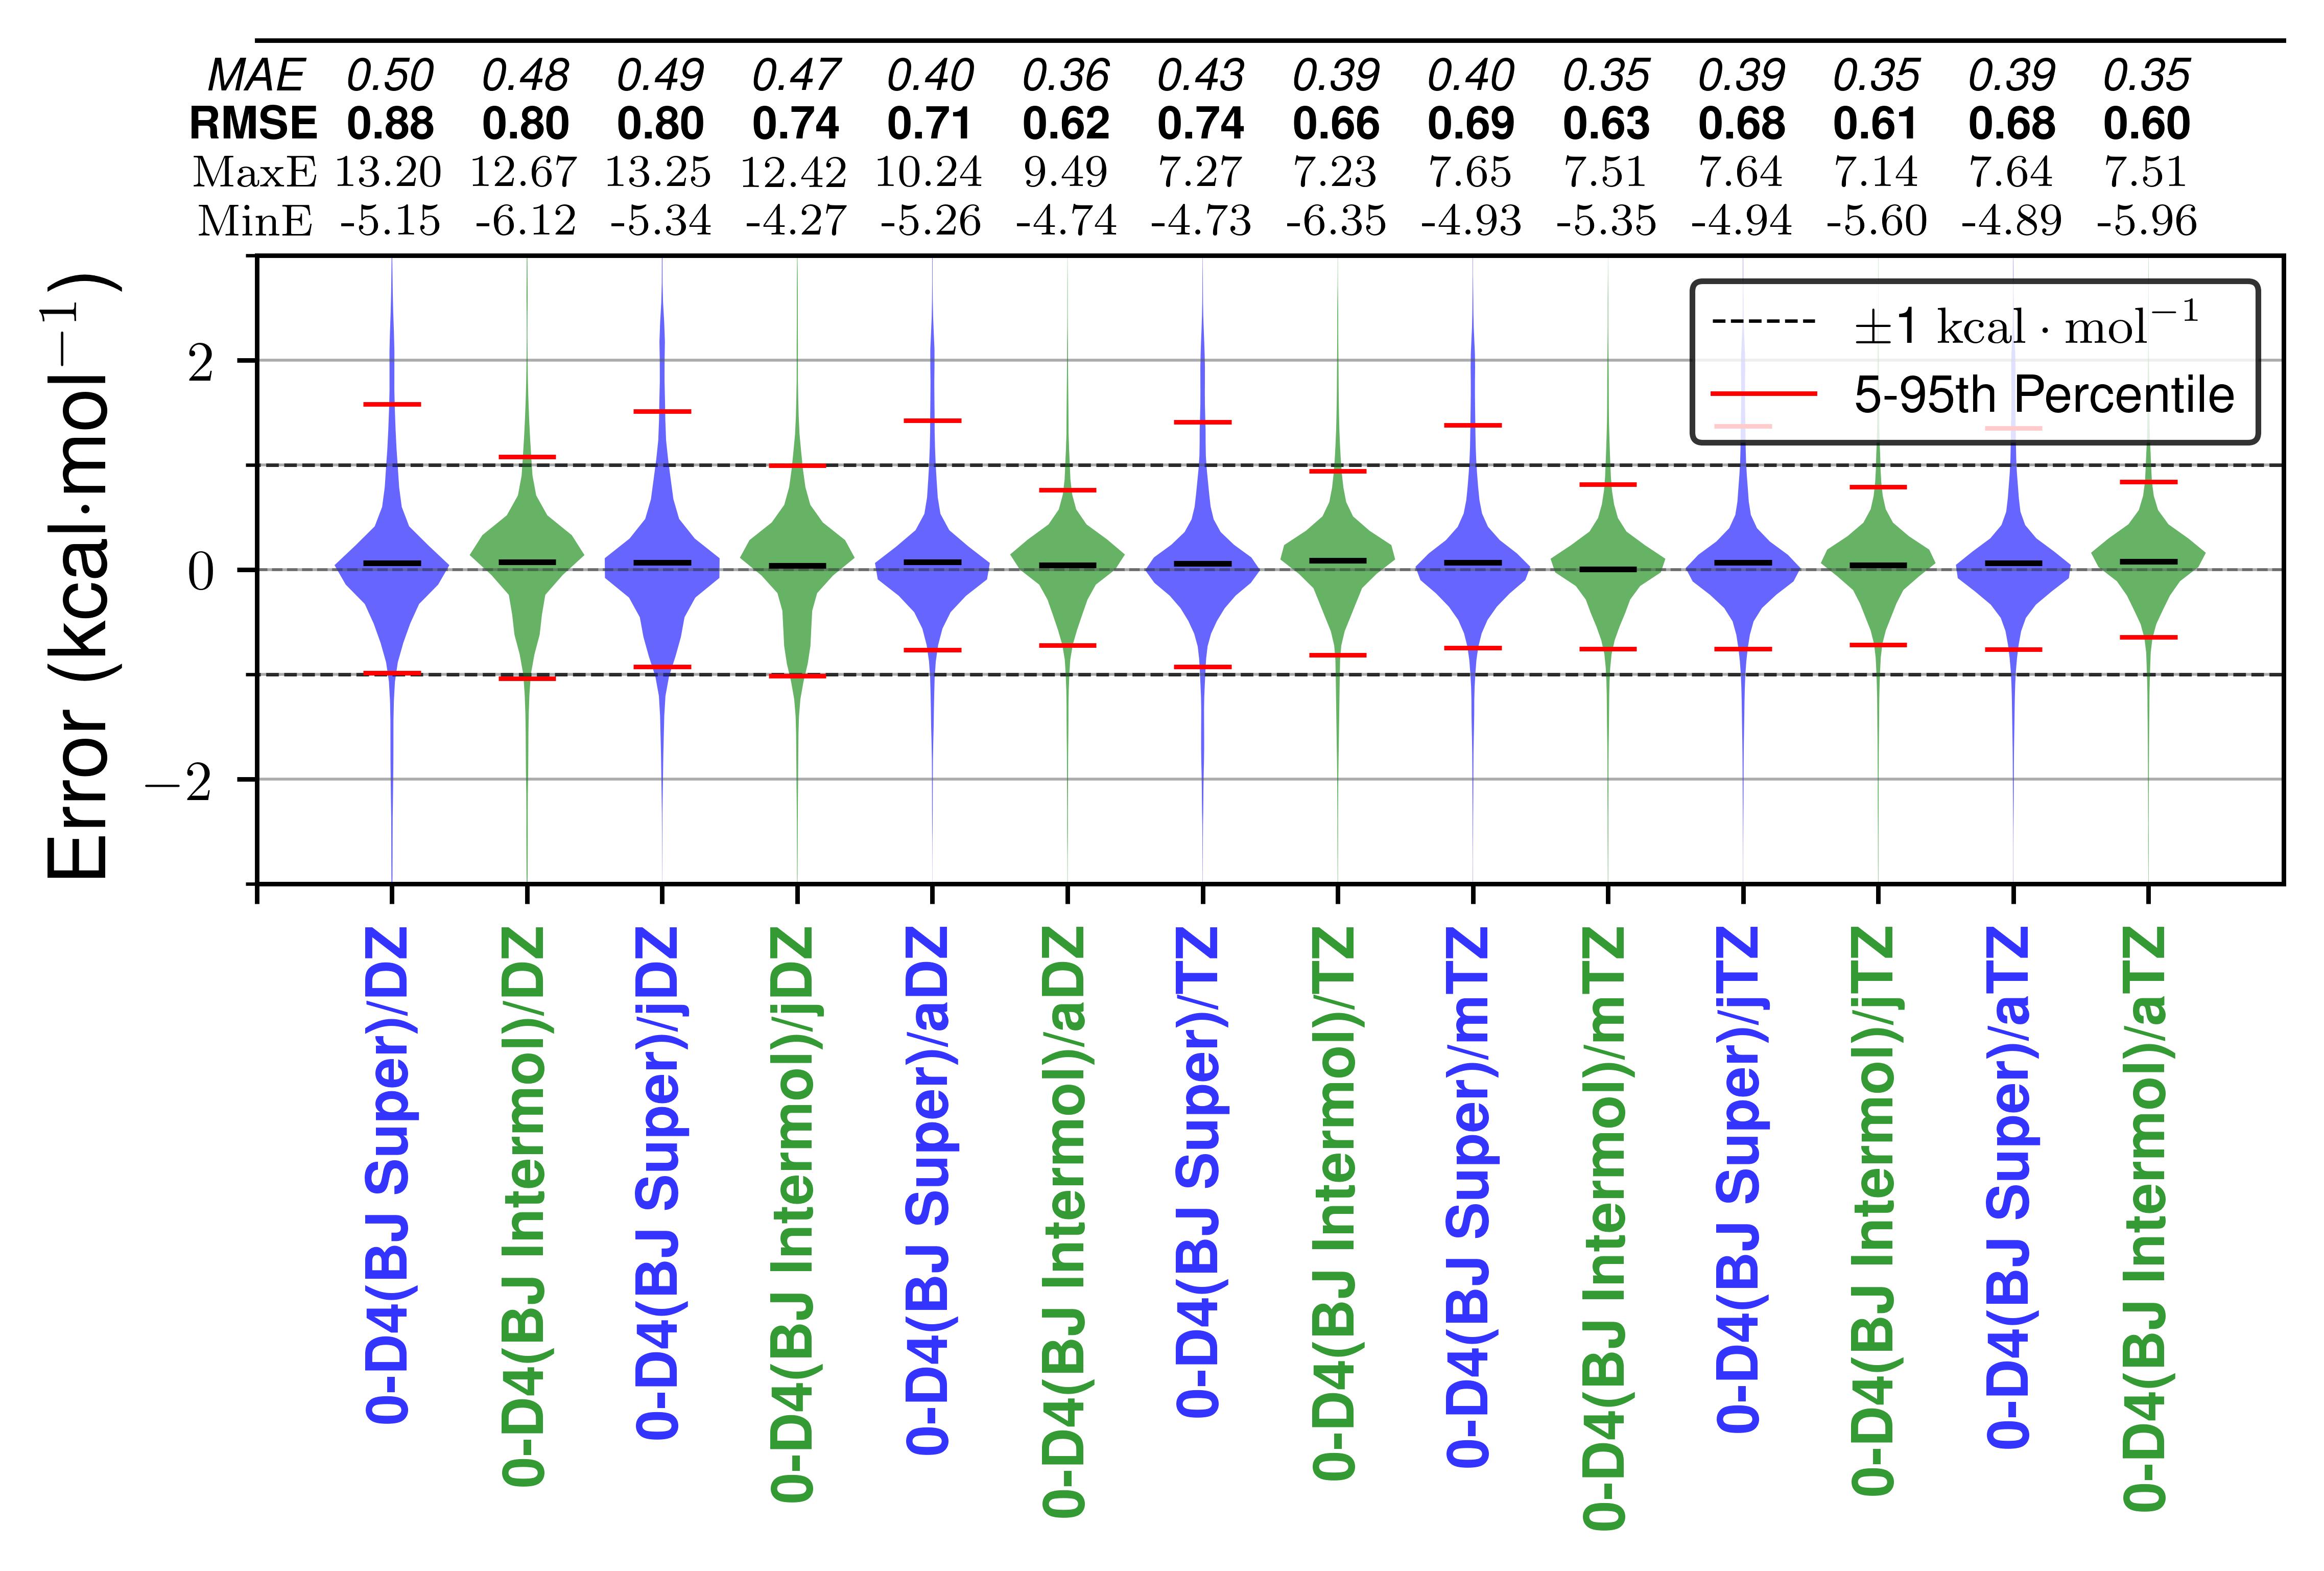 MAE 0.50 0.48 0.49 0.47 0.40 0.36 0.43 0.39 0.40 0.35 0.39 0.35 0.39 0.35
RMSE 0.88 0.80 0.80 0.74 0.71 0.62 0.74 0.66 0.69 0.63 0.68 0.61 0.68 0.60
MaxE 13.20 12.67 13.25 12.42 10.24 9.49 7.27 7.23 7.65 7.51 7.64 7.14 7.64 7.51
MinE -5.15 -6.12 -5.34 -4.27 -5.26 -4.74 -4.73 -6.35 -4.93 -5.35 -4.94 -5.60 -4.89 -5.96
Error (kcal·mol⁻¹)
2
0
−2
±1 kcal · mol⁻¹
5-95th Percentile
0-D4(BJ Super)/DZ
0-D4(BJ Intermol)/DZ
0-D4(BJ Super)/jDZ
0-D4(BJ Intermol)/jDZ
0-D4(BJ Super)/aDZ
0-D4(BJ Intermol)/aDZ
0-D4(BJ Super)/TZ
0-D4(BJ Intermol)/TZ
0-D4(BJ Super)/mTZ
0-D4(BJ Intermol)/mTZ
0-D4(BJ Super)/jTZ
0-D4(BJ Intermol)/jTZ
0-D4(BJ Super)/aTZ
0-D4(BJ Intermol)/aTZ